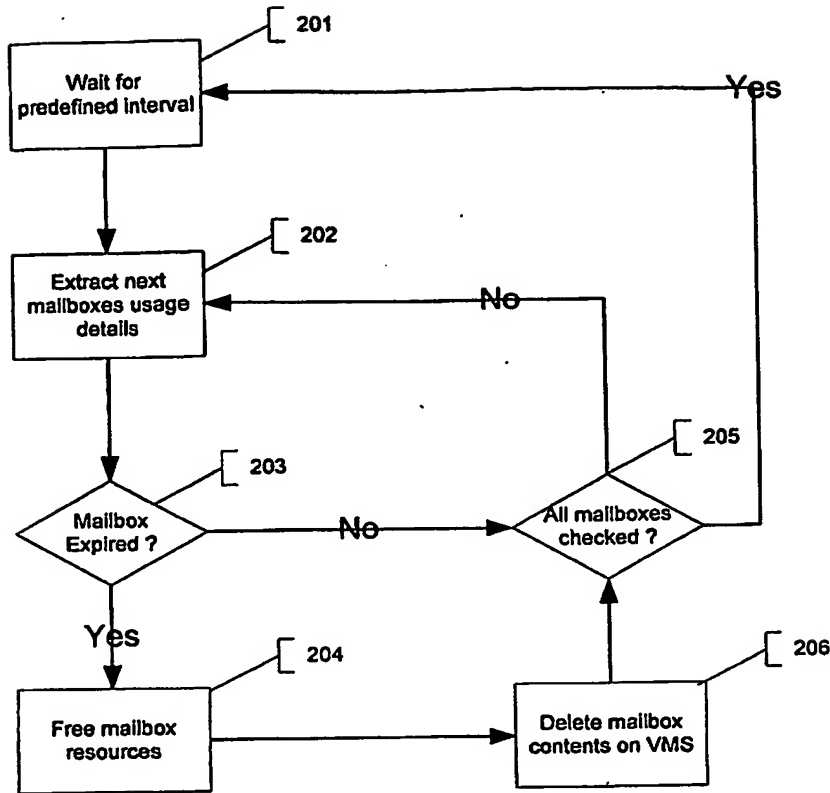 201
Wait for
predefined interval
Yes
202
Extract next
mailboxes usage
details
No
203
205
Mailbox
Expired ?
No
All mailboxes
checked ?
Yes
204
206
Free mailbox
resources
Delete mailbox
contents on VMS